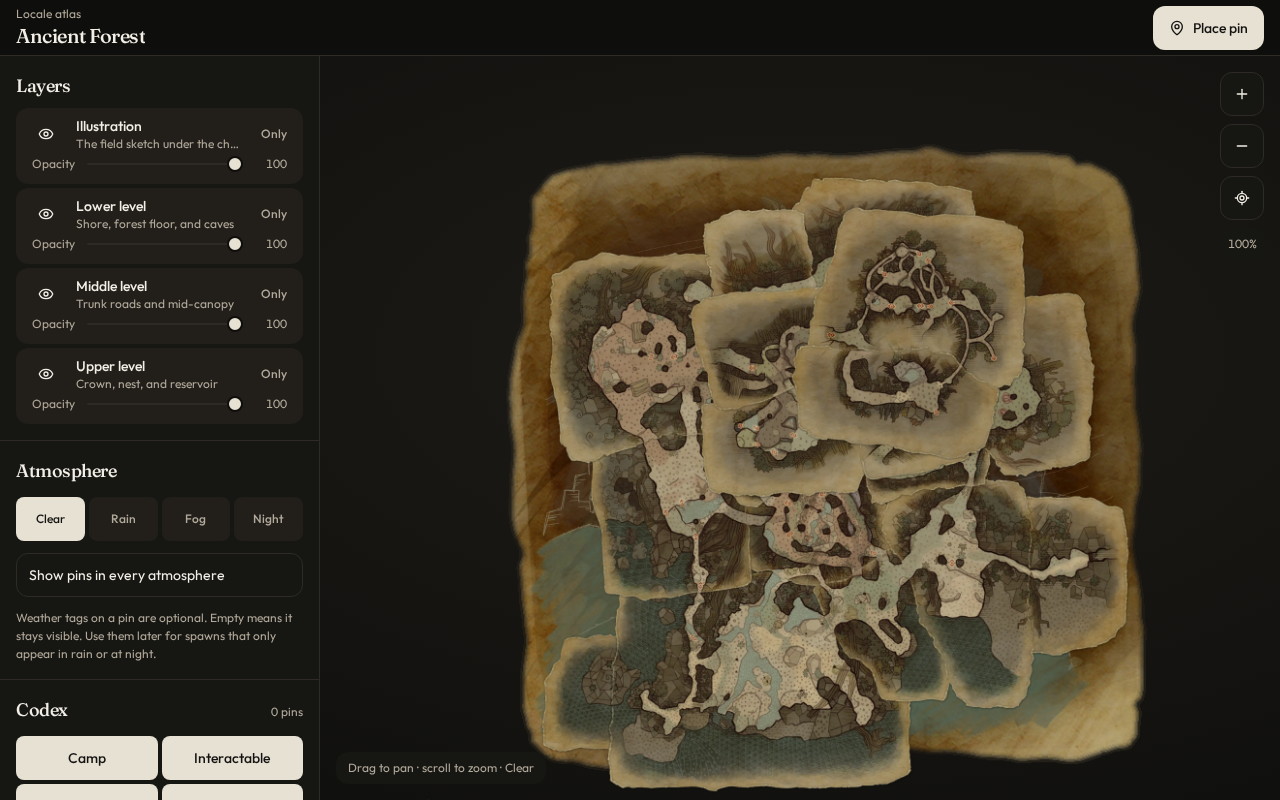 Locale atlas
Ancient Forest
Place pin
Layers
Illustration
The field sketch under the ch…
Only
Opacity
100
Lower level
Shore, forest floor, and caves
Only
Opacity
100
Middle level
Trunk roads and mid-canopy
Only
Opacity
100
Upper level
Crown, nest, and reservoir
Only
Opacity
100
100%
Atmosphere
Clear
Rain
Fog
Night
Show pins in every atmosphere
Weather tags on a pin are optional. Empty means it
stays visible. Use them later for spawns that only
appear in rain or at night.
Codex
0 pins
Camp
Interactable
Drag to pan · scroll to zoom · Clear